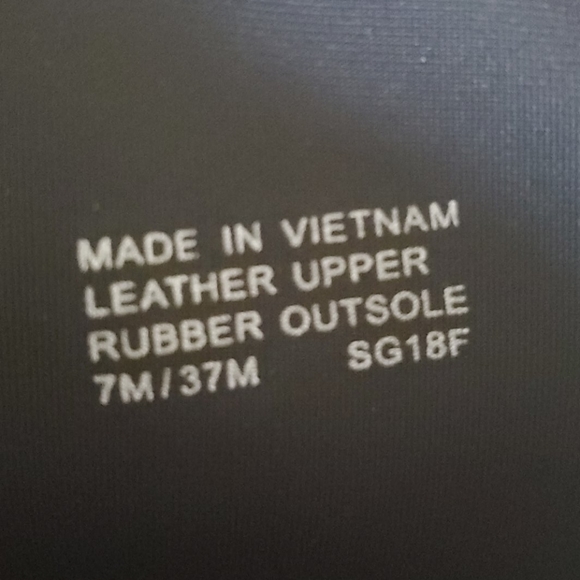 MADE IN VIETNAM
LEATHER UPPER
RUBBER OUTSOLE
7M/37M SG18F